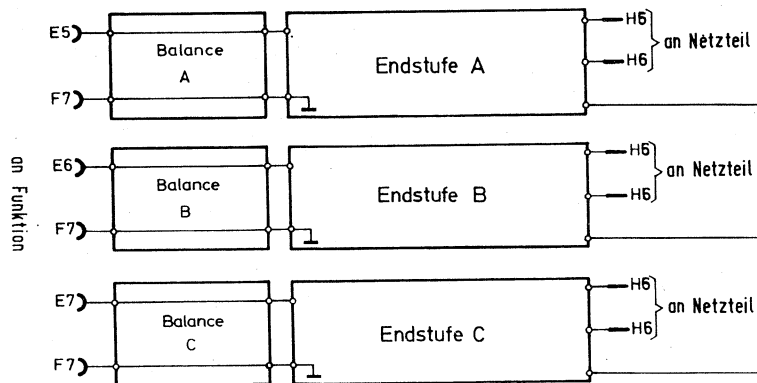 E5
Balance
A
F7
Endstufe A
H6
H6
an Netzteil
E6
Balance
B
F7
Endstufe B
H6
H6
an Netzteil
an Funktion
E7
Balance
C
F7
Endstufe C
H6
H6
an Netzteil